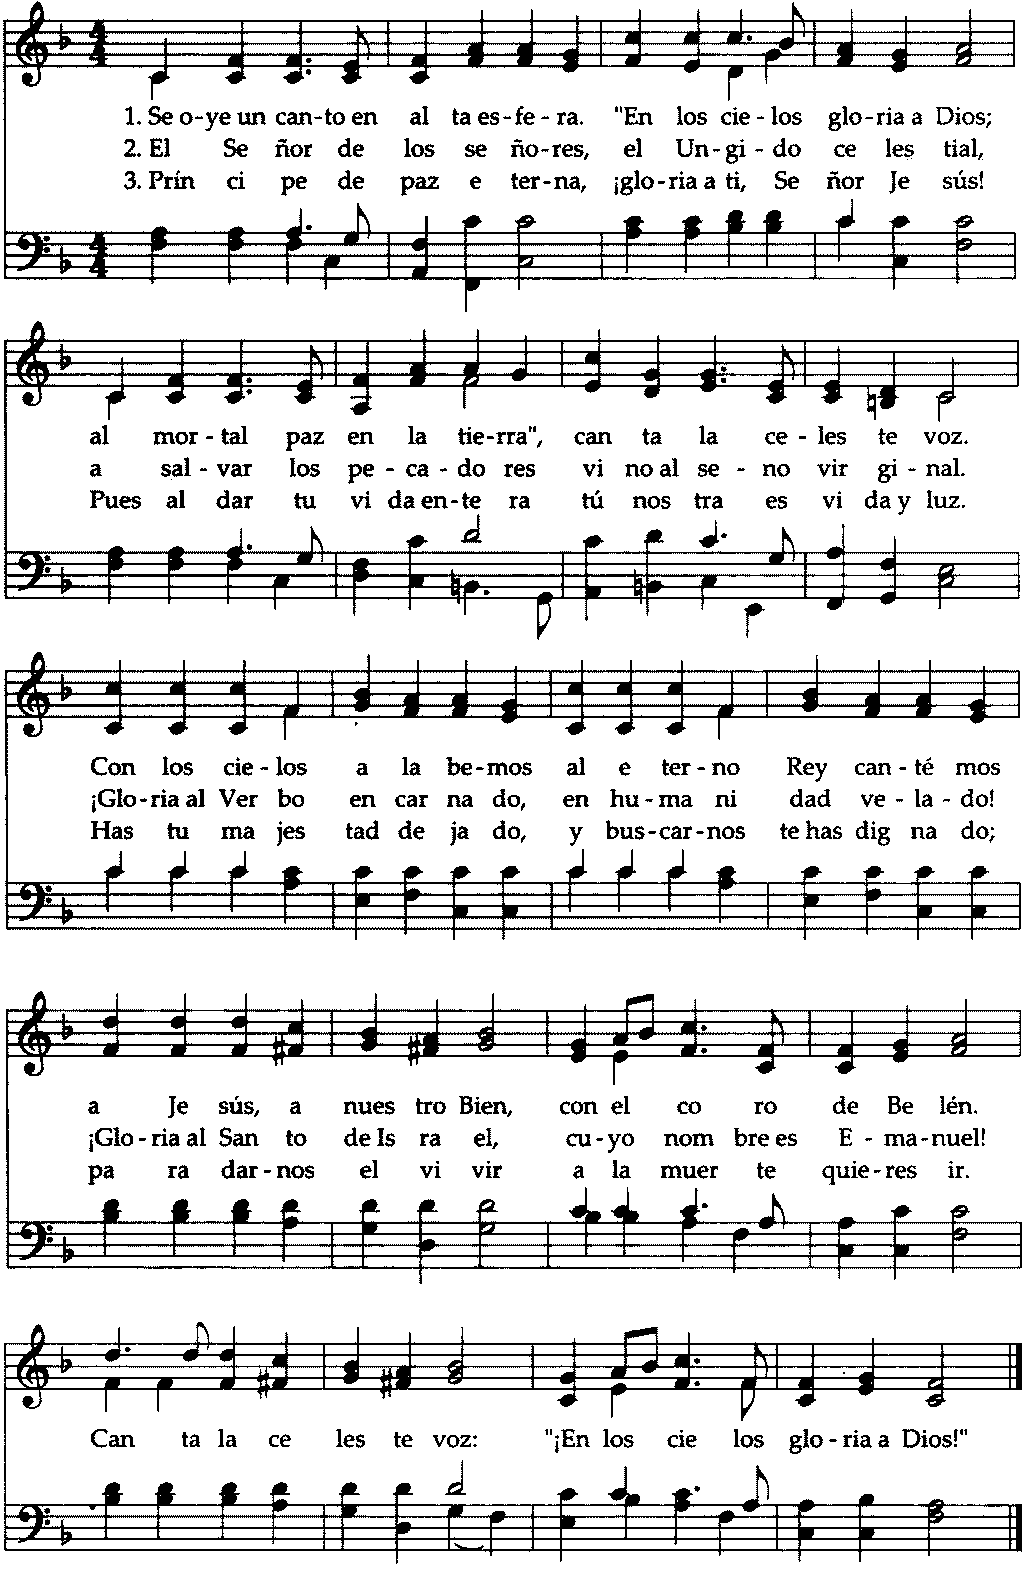 1. Se o-ye un can-to en al ta es-fe-ra. "En los cie-los glo-ria a Dios;
2. El Se ñor de los se ño-res, el Un-gi-do ce les tial,
3. Prín ci pe de paz e ter-na, ¡glo-ria a ti, Se ñor Je sús!
al mor-tal paz en la tie-rra", can ta la ce-les te voz.
a sal-var los pe-ca-do res vi no al se-no vir gi-nal.
Pues al dar tu vi da en-te ra tú nos tra es vi da y luz.
Con los cie-los a la be-mos al e ter-no Rey can-té mos
¡Glo-ria al Ver bo en car na do, en hu-ma ni dad ve-la-do!
Has tu ma jes tad de ja do, y bus-car-nos te has dig na do;
a Je sús, a nues tro Bien, con el co ro de Be lén.
¡Glo-ria al San to de Is ra el, cu-yo nom bre es E-ma-nuel!
pa ra dar-nos el vi vir a la muer te quie-res ir.
Can ta la ce les te voz: "¡En los cie los glo-ria a Dios!"